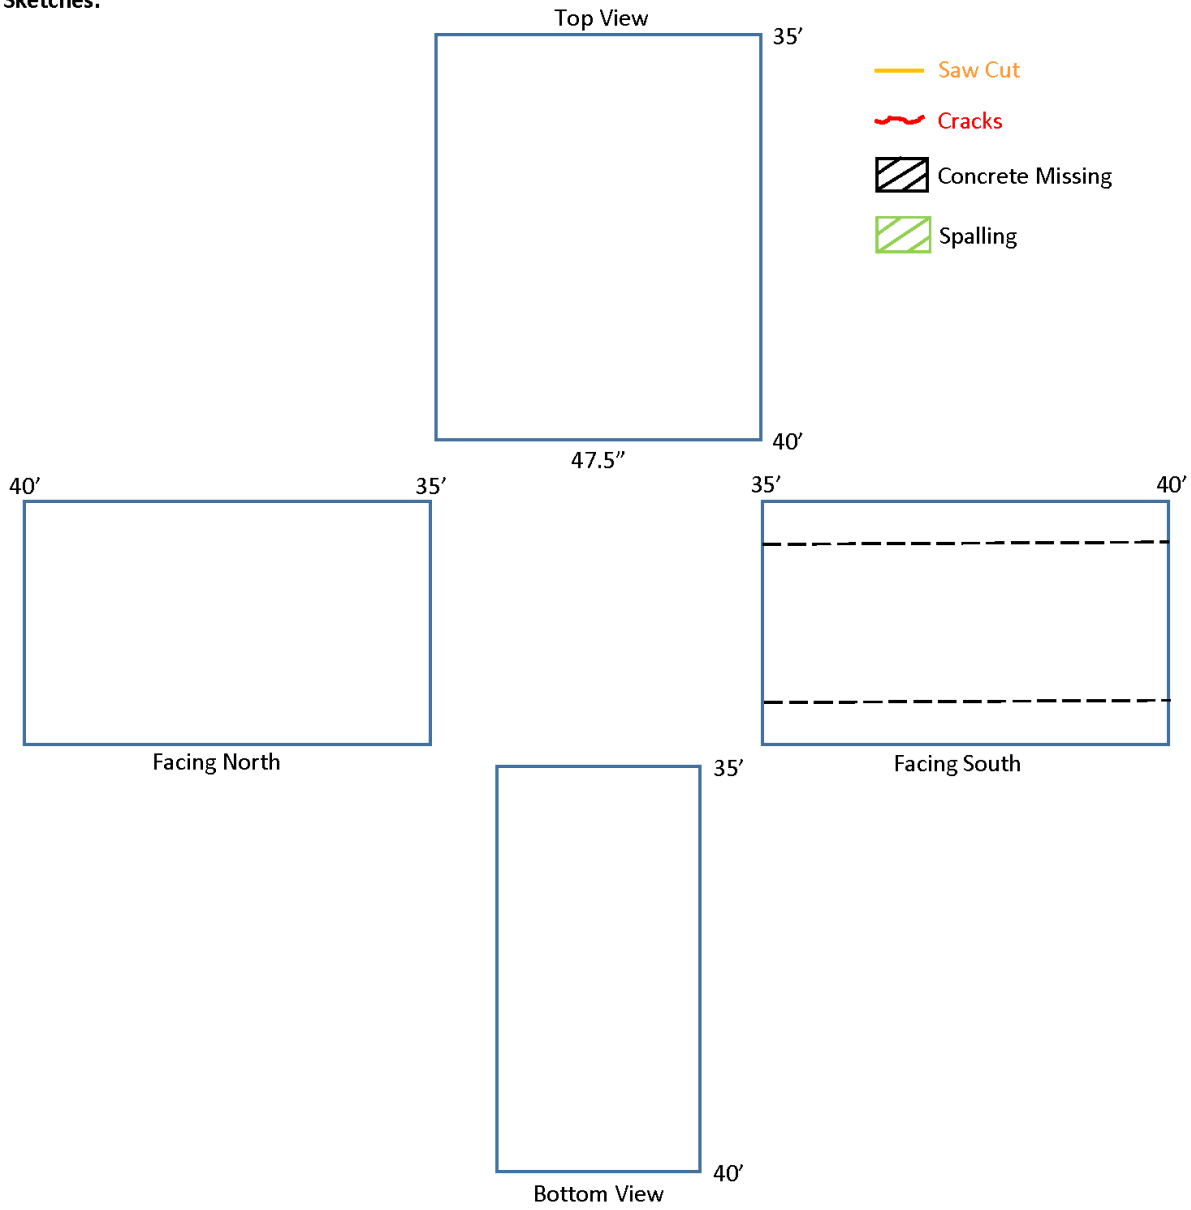 Sketches:
Top View
35’
Saw Cut
Cracks
Concrete Missing
Spalling
40’
47.5”
40’
35’
35’
40’
Facing North
Facing South
35’
40’
Bottom View